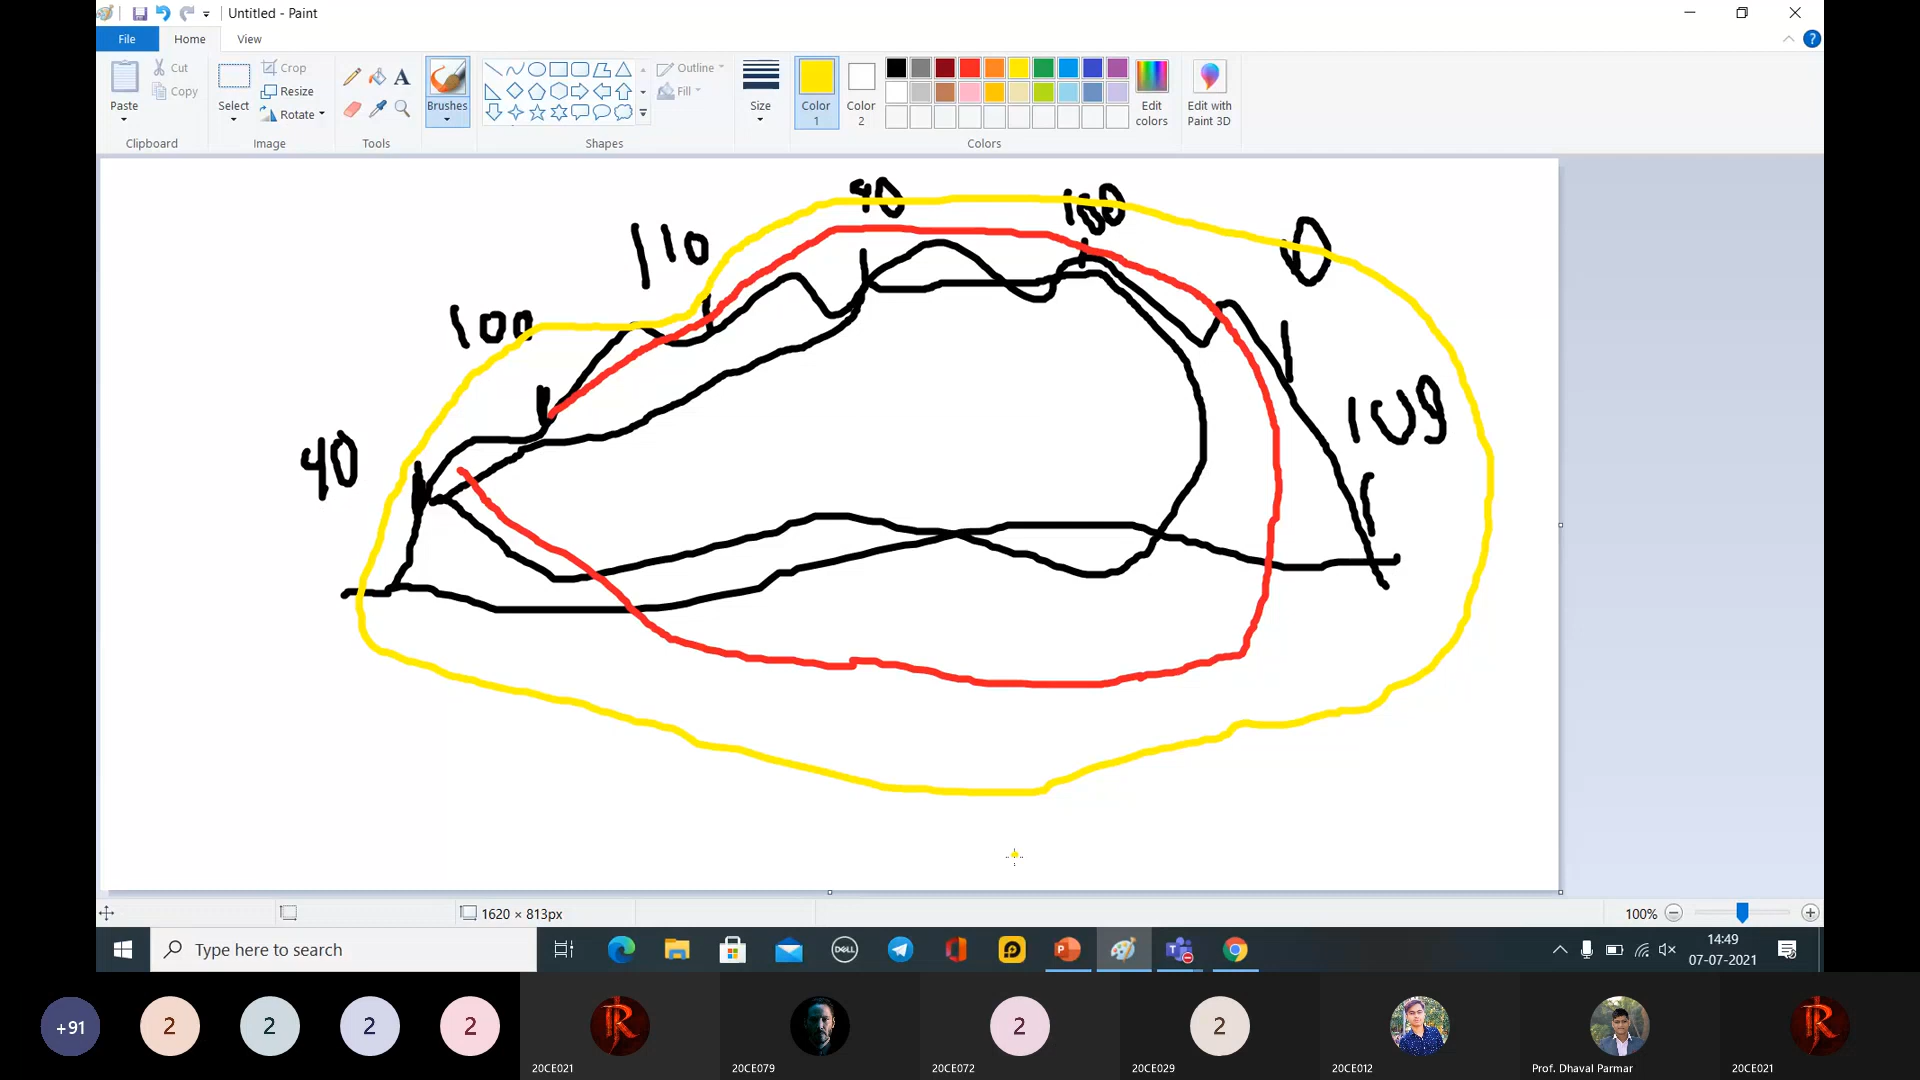 Untitled - Paint
File Home View
Paste
Cut
Copy
Clipboard
Select
Crop
Resize
Rotate
Image
Tools
Brushes
Outline
Fill
Shapes
Size
Color 1
Color 2
Edit colors
Colors
Edit with Paint 3D
110
100
0
100
109
40
1620 × 813px
100%
Type here to search
DELL
14:49
07-07-2021
+91
2
2
2
2
2
2
20CE021
20CE079
20CE072
20CE029
20CE012
Prof. Dhaval Parmar
20CE021